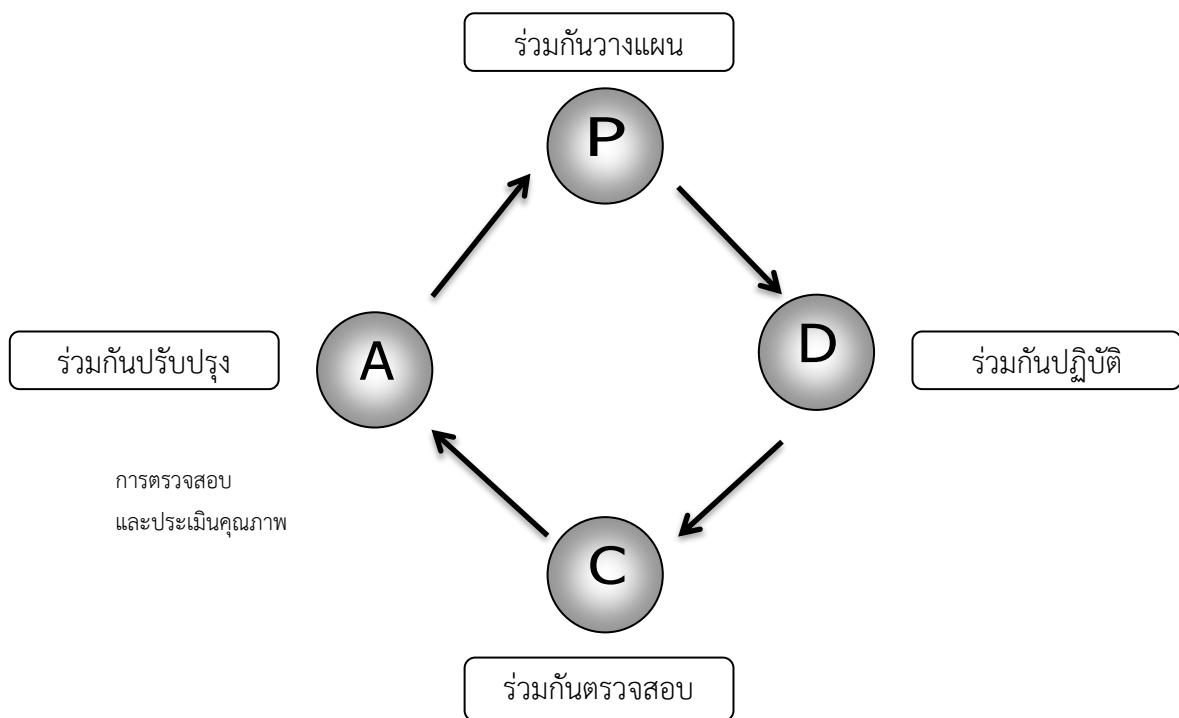 ร่วมกันวางแผน
P
ร่วมกันปรับปรุง
A
D
ร่วมกันปฏิบัติ
การตรวจสอบ
และประเมินคุณภาพ
C
ร่วมกันตรวจสอบ